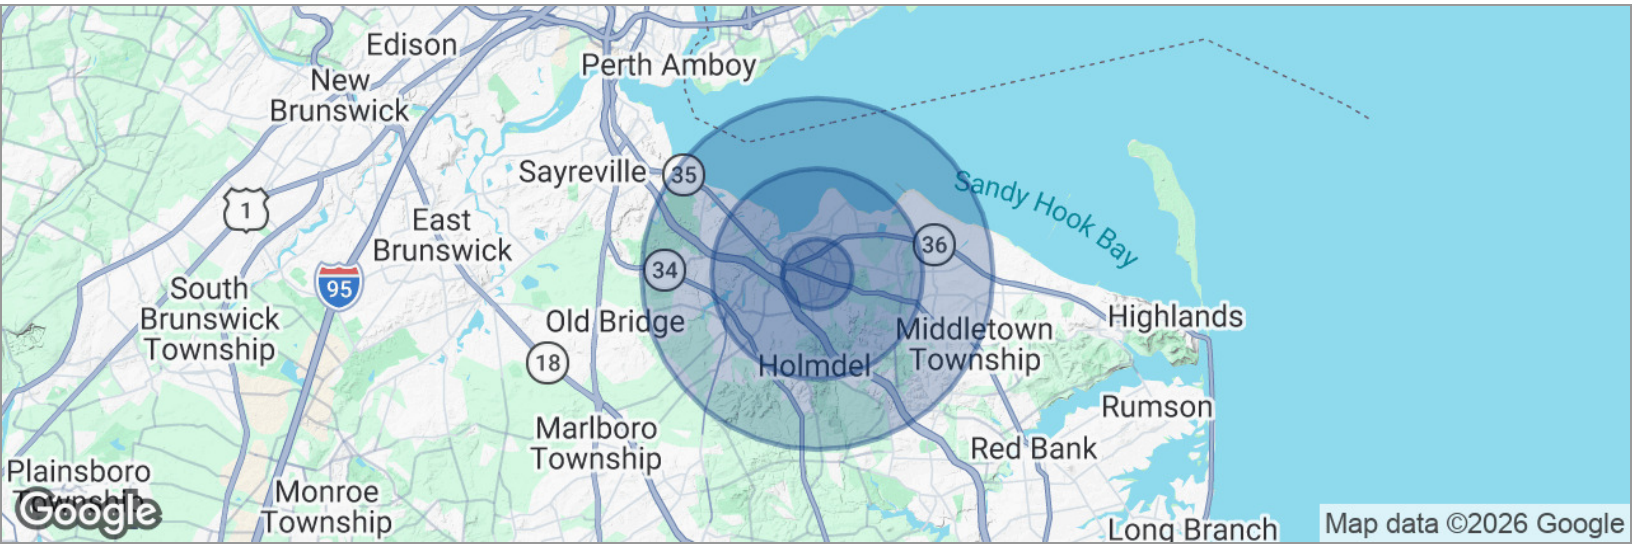 Edison
Perth Amboy
New
Brunswick
Sayreville
35
1
East
Brunswick
Sandy Hook Bay
36
34
95
South
Brunswick
Township
Old Bridge
Highlands
Middletown
Township
18
Holmdel
Rumson
Marlboro
Township
Red Bank
Plainsboro
Township
Monroe
Township
Google
Long Branch
Map data ©2026 Google